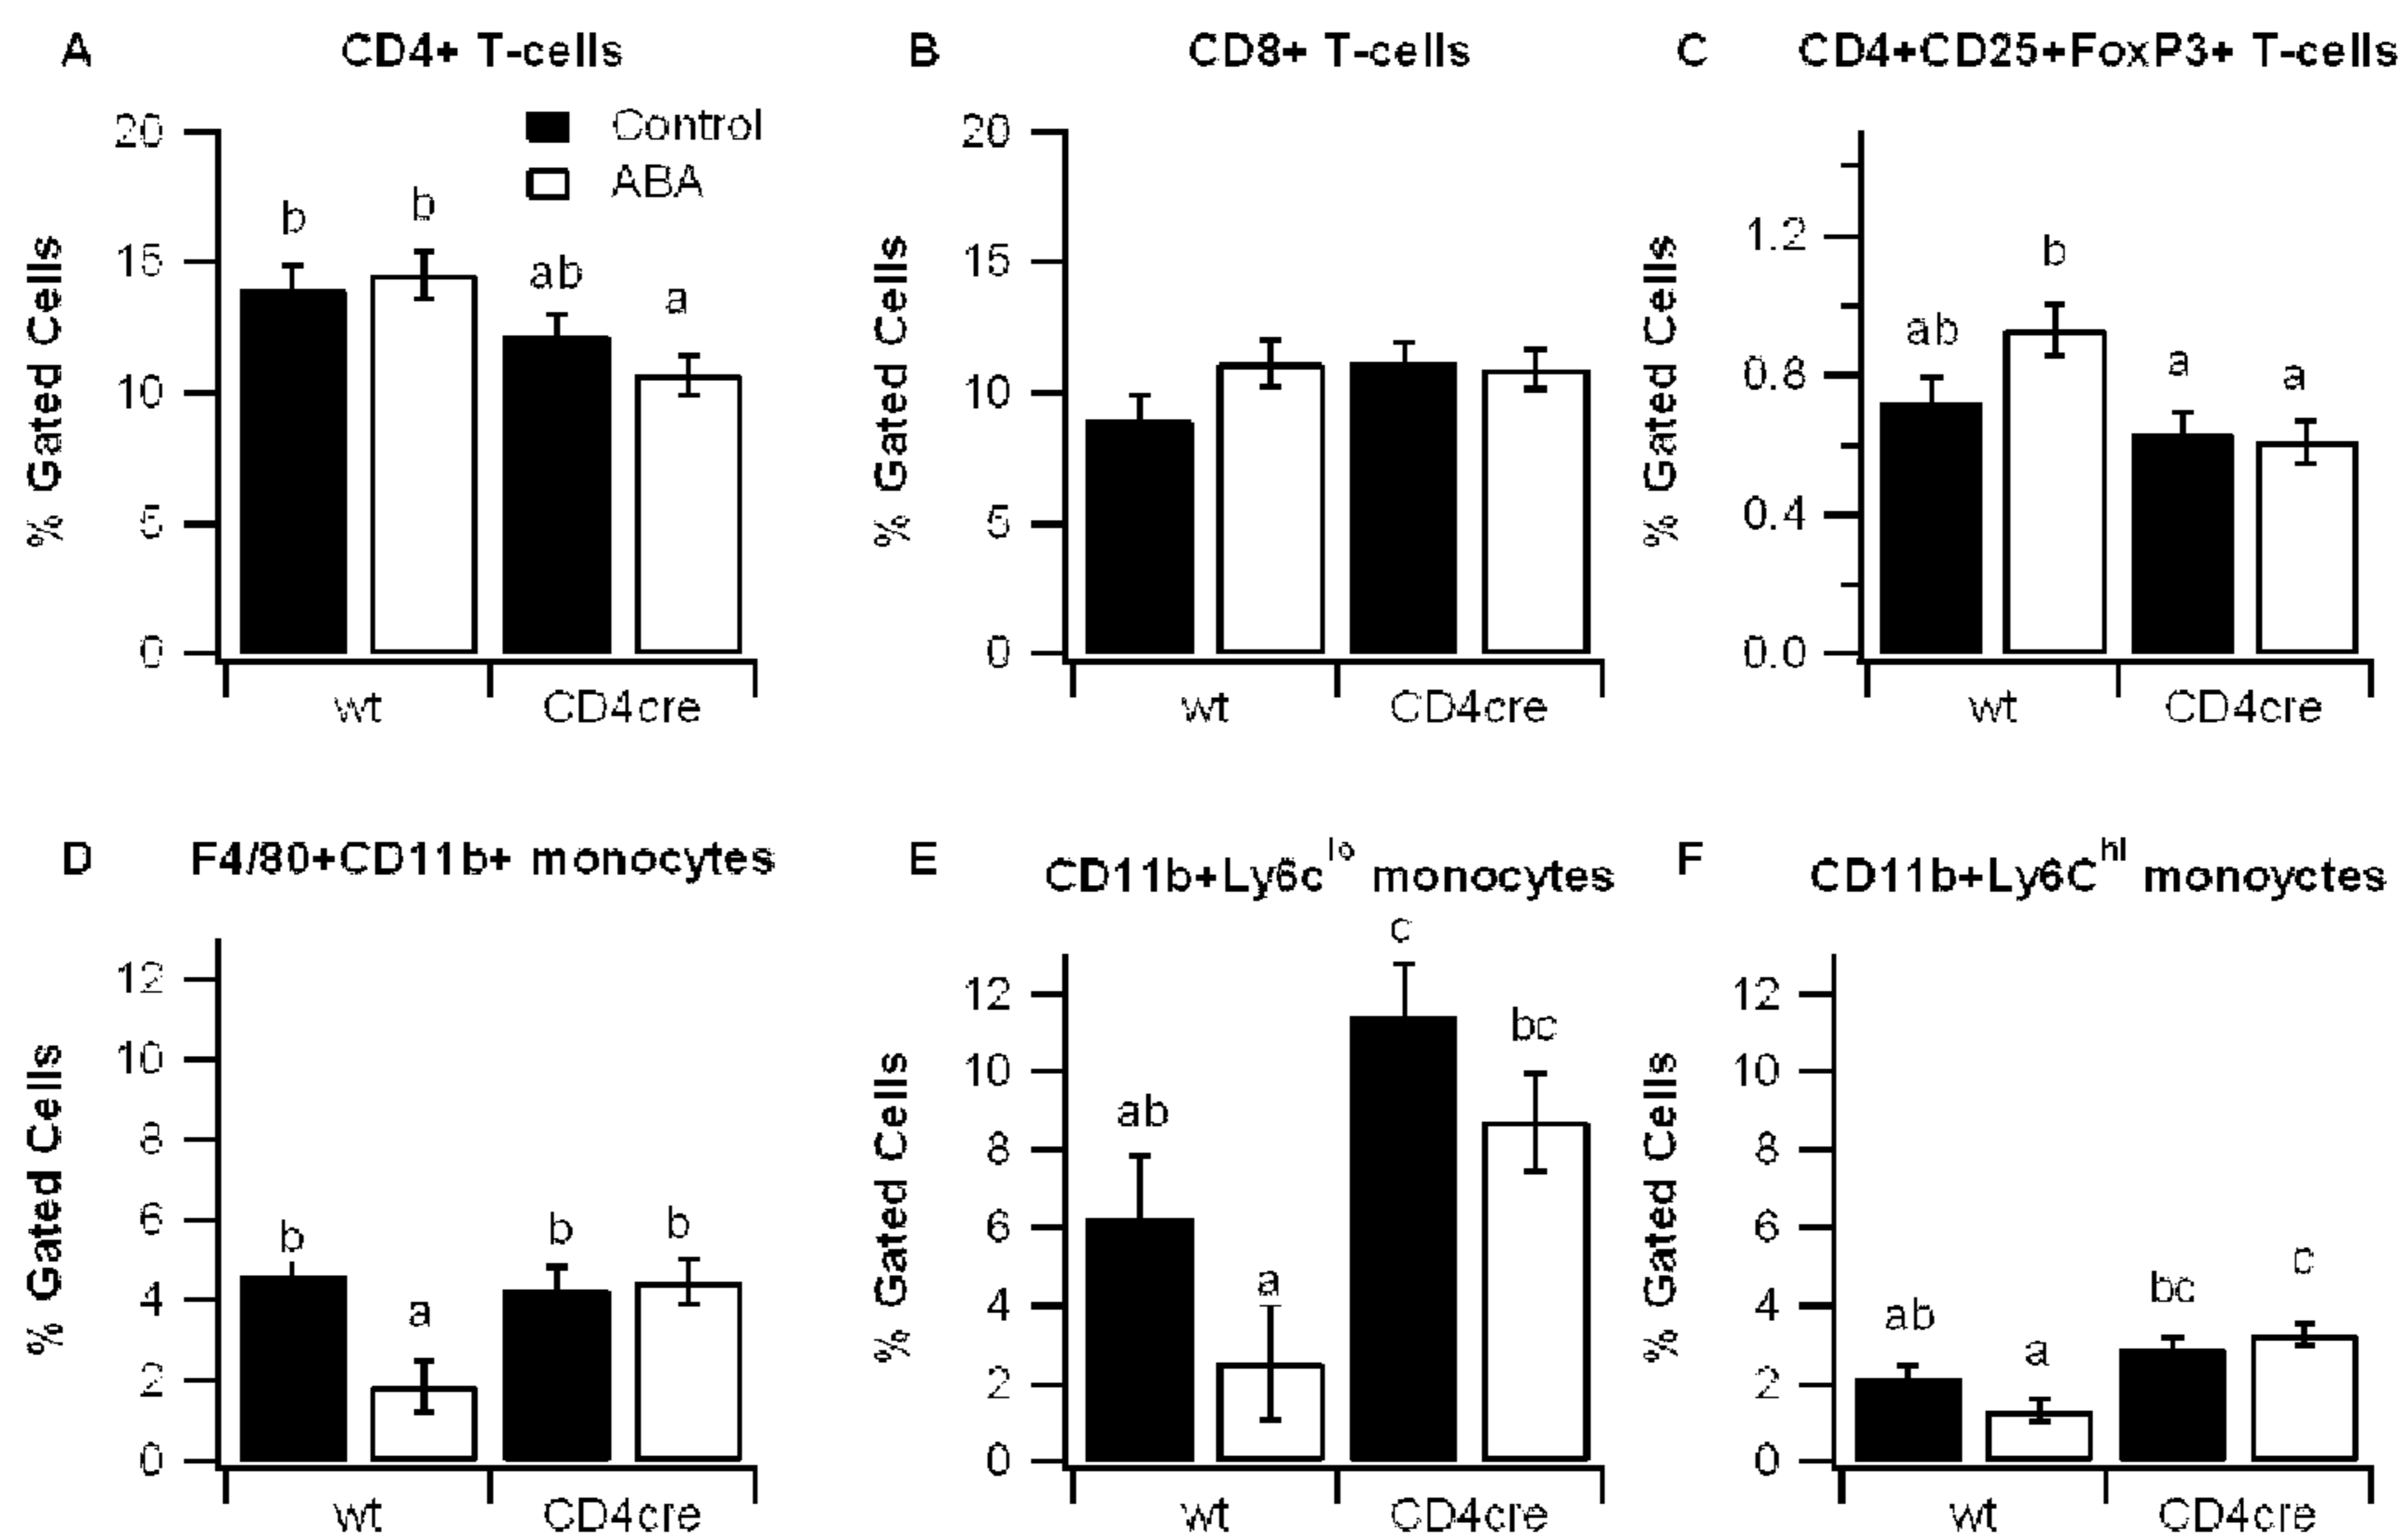 A CD4+ T-cells
Control
ABA
% Gated Cells
20
15
10
5
0
b
b
ab
a
wt
CD4cre
B CD8+ T-cells
% Gated Cells
20
15
10
5
0
wt
CD4cre
C CD4+CD25+FoxP3+ T-cells
% Gated Cells
1.2
0.8
0.4
0.0
ab
b
a
a
wt
CD4cre
D F4/80+CD11b+ monocytes
% Gated Cells
12
10
8
6
4
2
0
b
a
b
b
wt
CD4cre
E CD11b+Ly6c^lo monocytes
% Gated Cells
12
10
8
6
4
2
0
ab
a
c
bc
wt
CD4cre
F CD11b+Ly6C^hi monoyctes
% Gated Cells
12
10
8
6
4
2
0
ab
a
bc
c
wt
CD4cre